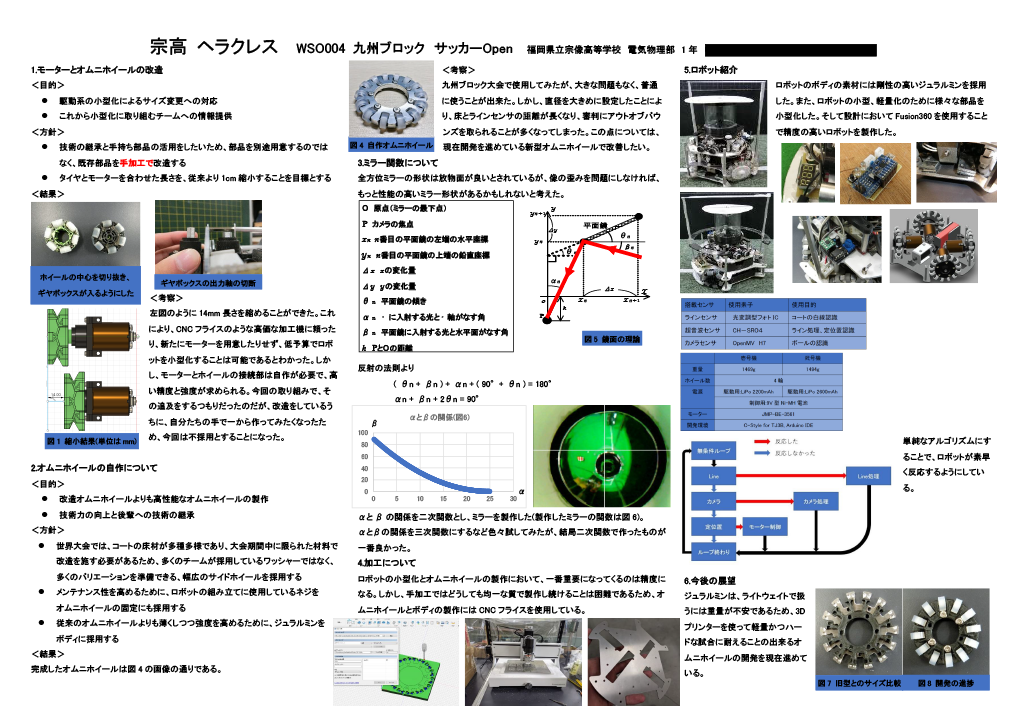 宗高 ヘラクレス WSO004 九州ブロック サッカーOpen 福岡県立宗像高等学校 電気物理部 1年
1.モーターとオムニホイールの改造
<目的>
● 駆動系の小型化によるサイズ変更への対応
● これから小型化に取り組むチームへの情報提供
<方針>
● 技術の継承と手持ち部品の活用をしたいため、部品を別途用意するのでは
なく、既存部品を手加工で改造する
● タイヤとモーターを合わせた長さを、従来より1cm縮小することを目標とする
<結果>
ホイールの中心を切り抜き、
ギヤボックスが入るようにした
ギヤボックスの出力軸の切断
<考察>
左図のように14mm長さを縮めることができた。これ
により、CNCフライスのような高価な加工機に頼った
り、新たにモーターを用意したりせず、低予算でロボ
ットを小型化することは可能であるとわかった。しか
し、モーターとホイールの接続部は自作が必要で、高
い精度と強度が求められる。今回の取り組みで、そ
の追及をするつもりだったのだが、改造をしているう
ちに、自分たちの手で一から作ってみたくなったた
め、今回は不採用とすることになった。
14.00
図1 縮小結果(単位は mm)
2.オムニホイールの自作について
<目的>
● 改造オムニホイールよりも高性能なオムニホイールの製作
● 技術力の向上と後輩への技術の継承
<方針>
● 世界大会では、コートの床材が多種多様であり、大会期間中に限られた材料で
改造を施す必要があるため、多くのチームが採用しているワッシャーではなく、
多くのバリエーションを準備できる、幅広のサイドホイールを採用する
● メンテナンス性を高めるために、ロボットの組み立てに使用しているネジを
オムニホイールの固定にも採用する
● 従来のオムニホイールよりも薄くしつつ強度を高めるために、ジュラルミンを
ボディに採用する
<結果>
完成したオムニホイールは図4の画像の通りである。
図4 自作オムニホイール
<考察>
九州ブロック大会で使用してみたが、大きな問題もなく、普通
に使うことが出来た。しかし、直径を大きめに設定したことによ
り、床とラインセンサの距離が長くなり、審判にアウトオブバウ
ンズを取られることが多くなってしまった。この点については、
現在開発を進めている新型オムニホイールで改善したい。
3.ミラー関数について
全方位ミラーの形状は放物面が良いとされているが、像の歪みを問題にしなければ、
もっと性能の高いミラー形状があるかもしれないと考えた。
O 原点(ミラーの最下点)
P カメラの焦点
xn n番目の平面鏡の左端の水平座標
yn n番目の平面鏡の上端の鉛直座標
Δx xの変化量
Δy yの変化量
θn 平面鏡の傾き
αn ・に入射する光と・軸がなす角
βn 平面鏡に入射する光と水平面がなす角
h PとOの距離
yn+1 y
Δy
yn
平面鏡
θn
βn
θn
αn
Δx
o xn xn+1 x
h
P
図5 鏡面の理論
反射の法則より
(θn + βn) + αn + (90° + θn) = 180°
αn + βn + 2θn = 90°
αとβの関係(図6)
β
100
80
60
40
20
0
0 5 10 15 20 25 30
α
αとβの関係を二次関数とし、ミラーを製作した(製作したミラーの関数は図6)。
αとβの関係を三次関数にするなど色々試してみたが、結局二次関数で作ったものが
一番良かった。
4.加工について
ロボットの小型化とオムニホイールの製作において、一番重要になってくるのは精度に
なる。しかし、手加工ではどうしても均一な質で製作し続けることは困難であるため、オ
ムニホイールとボディの製作にはCNCフライスを使用している。
5.ロボット紹介
ロボットのボディの素材には剛性の高いジュラルミンを採用
した。また、ロボットの小型、軽量化のために様々な部品を
小型化した。そして設計においてFusion360を使用すること
で精度の高いロボットを製作した。
搭載センサ 使用素子 使用目的
ラインセンサ 光変調型フォトIC コートの白線認識
超音波センサ CH-SR04 ライン処理、定位置認識
カメラセンサ OpenMV H7 ボールの認識
壱号機 弐号機
重量 1460g 1494g
ホイール数 4輪
電源 駆動用:LiPo 2200mAh 駆動用:LiPo 2600mAh
制御用:9V型 Ni-MH電池
モーター JMP-BE-3561
開発環境 C-Style for TJ3B, Arduino IDE
無条件ループ
反応した
反応しなかった
Line
Line処理
カメラ
カメラ処理
定位置
モーター制御
ループ終わり
単純なアルゴリズムにす
ることで、ロボットが素早
く反応するようにしてい
る。
6.今後の展望
ジュラルミンは、ライトウェイトで扱
うには重量が不安であるため、3D
プリンターを使って軽量かつハー
ドな試合に耐えることの出来るオ
ムニホイールの開発を現在進めて
いる。
図7 旧型とのサイズ比較
図8 開発の進捗